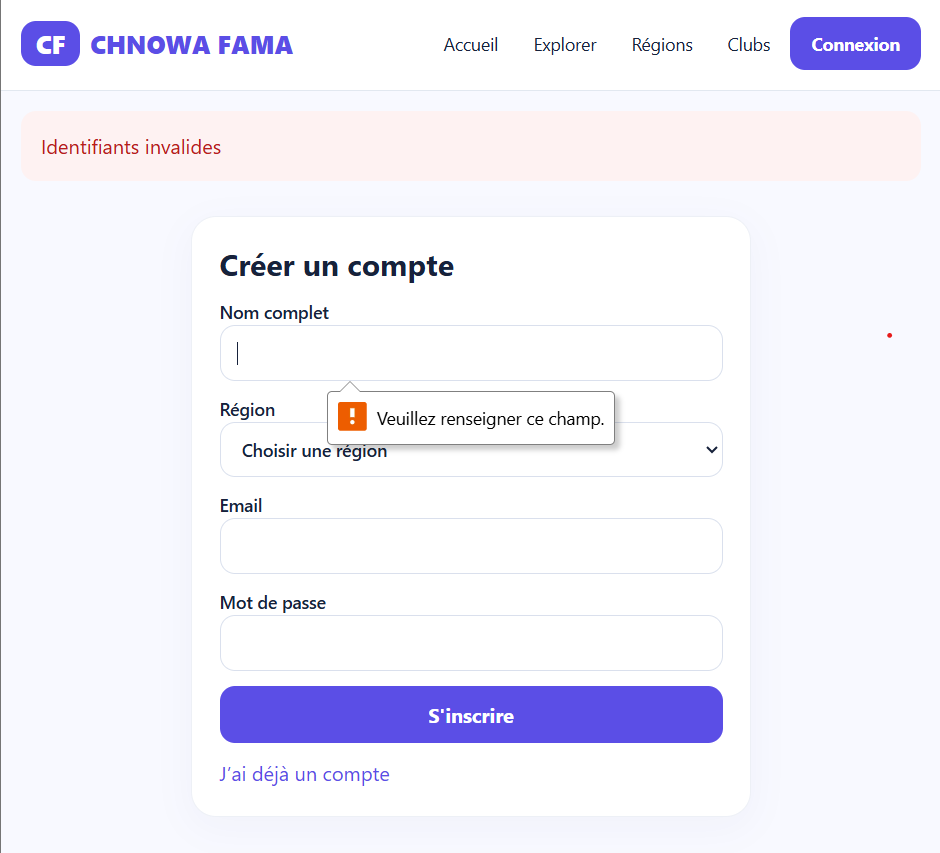 CF CHNOWA FAMA Accueil Explorer Régions Clubs Connexion
Identifiants invalides
Créer un compte
Nom complet
Région
Veuillez renseigner ce champ.
Choisir une région
Email
Mot de passe
S'inscrire
J'ai déjà un compte